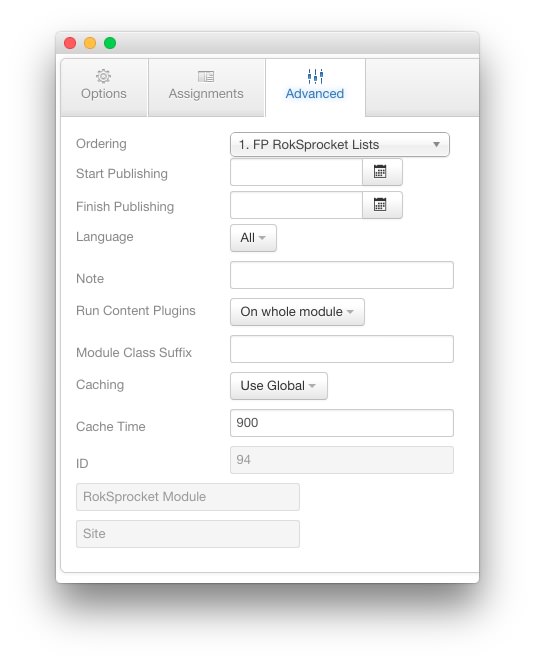 Options Assignments Advanced
Ordering 1. FP RokSprocket Lists
Start Publishing
Finish Publishing
Language All
Note
Run Content Plugins On whole module
Module Class Suffix
Caching Use Global
Cache Time 900
ID 94
RokSprocket Module
Site